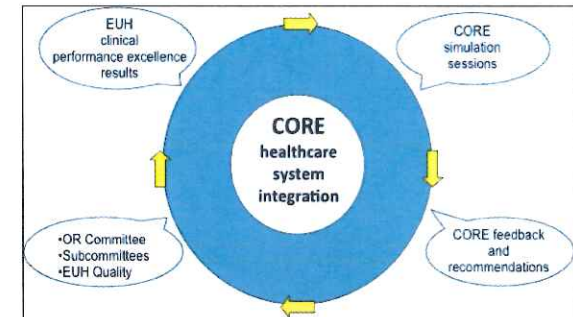 EUH
clinical
performance excellence
results
CORE
simulation
sessions
CORE
healthcare
system
integration
•OR Committee
•Subcommittees
•EUH Quality
CORE feedback
and
recommendations